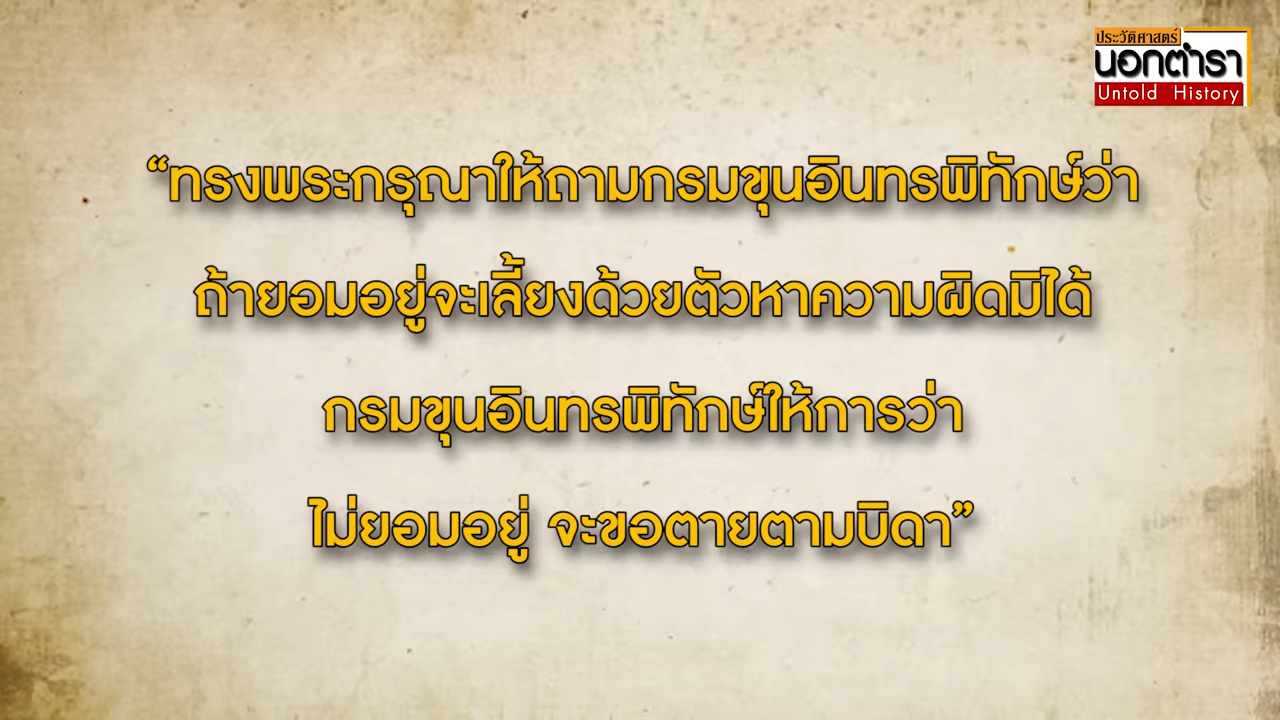 ประวัติศาสตร์
นอกตำรา
Untold History
“ทรงพระกรุณาให้ถามกรมขุนอินทรพิทักษ์ว่า
ถ้ายอมอยู่จะเลี้ยงด้วยตัวหาความผิดมิได้
กรมขุนอินทรพิทักษ์ให้การว่า
ไม่ยอมอยู่ จะขอตายตามบิดา”